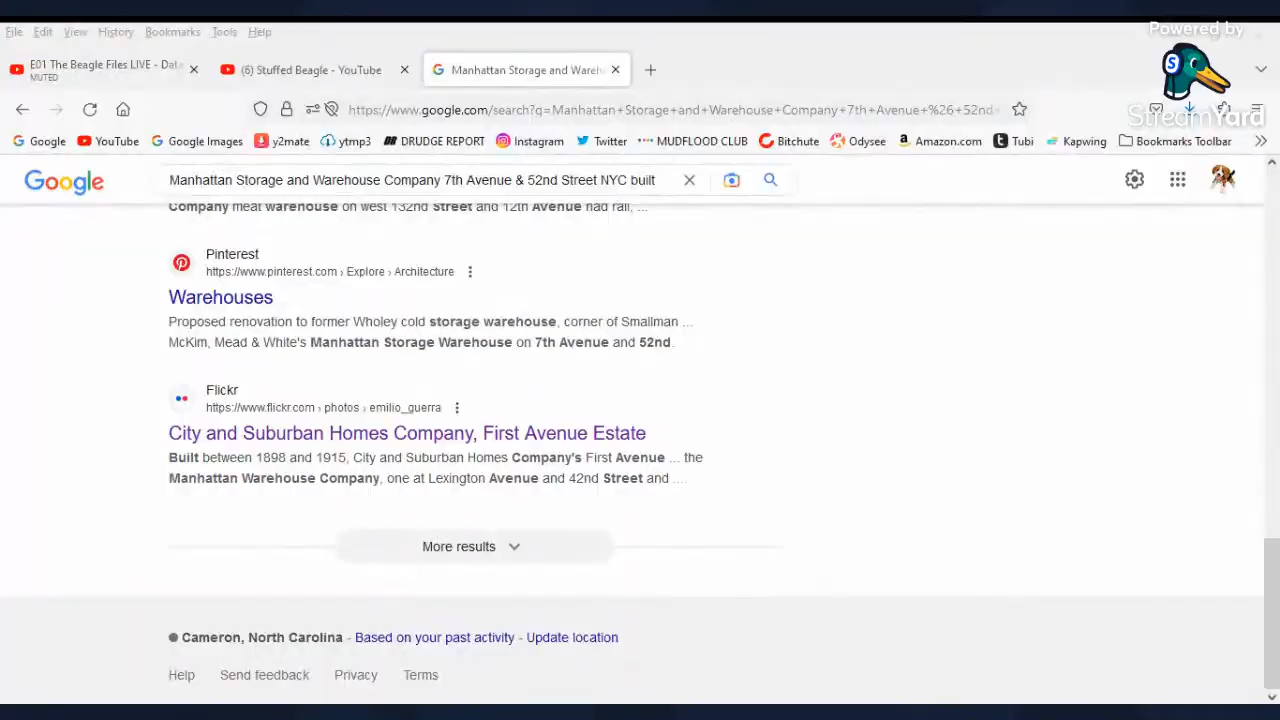 Powered by
StreamYard
File Edit View History Bookmarks Tools Help
E01 The Beagle Files LIVE - Data
MUTED
(6) Stuffed Beagle - YouTube
Manhattan Storage and Wareh
https://www.google.com/search?q=Manhattan+Storage+and+Warehouse+Company+7th+Avenue+%26+52nd
Google YouTube Google Images y2mate ytmp3 DRUDGE REPORT Instagram Twitter MUDFLOOD CLUB Bitchute Odysee Amazon.com Tubi Kapwing Bookmarks Toolbar
Google
Manhattan Storage and Warehouse Company 7th Avenue & 52nd Street NYC built
Company meat warehouse on west 132nd Street and 12th Avenue had rail, ...
Pinterest
https://www.pinterest.com › Explore › Architecture
Warehouses
Proposed renovation to former Wholey cold storage warehouse, corner of Smallman ...
McKim, Mead & White's Manhattan Storage Warehouse on 7th Avenue and 52nd.
Flickr
https://www.flickr.com › photos › emilio_guerra
City and Suburban Homes Company, First Avenue Estate
Built between 1898 and 1915, City and Suburban Homes Company's First Avenue ... the
Manhattan Warehouse Company, one at Lexington Avenue and 42nd Street and ....
More results
Cameron, North Carolina - Based on your past activity - Update location
Help Send feedback Privacy Terms